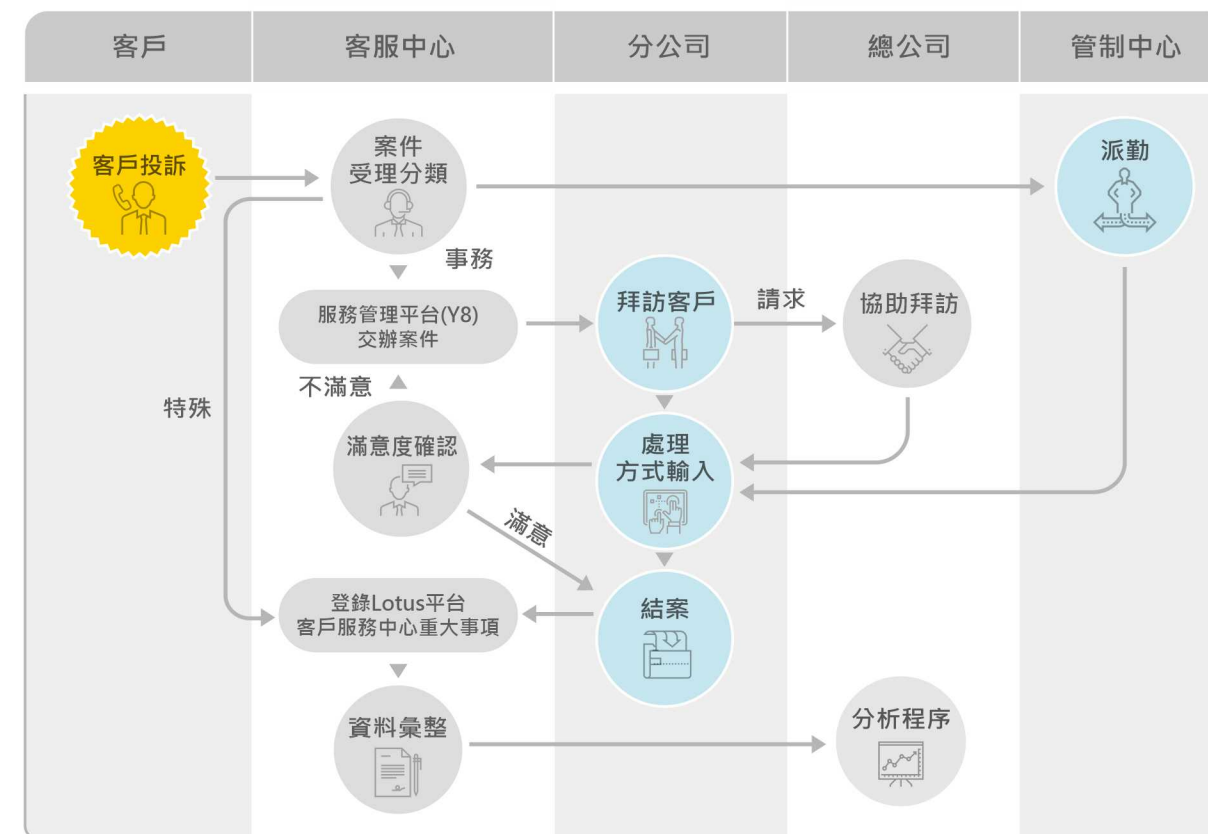 客戶
客服中心
分公司
總公司
管制中心
客戶投訴
案件
受理分類
派勤
事務
服務管理平台(Y8)
交辦案件
拜訪客戶
請求
協助拜訪
不滿意
特殊
滿意度確認
處理
方式輸入
滿意
登錄Lotus平台
客戶服務中心重大事項
結案
資料彙整
分析程序